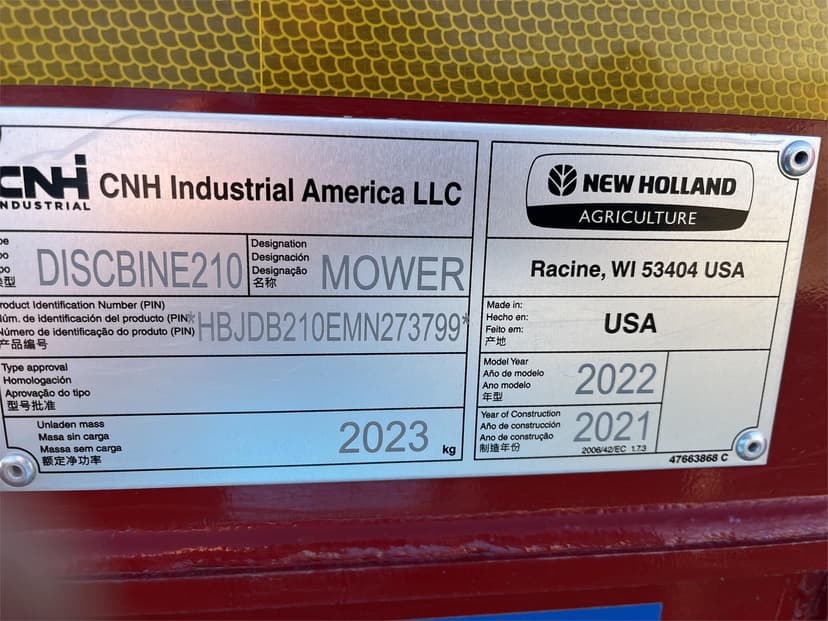 CNH INDUSTRIAL CNH Industrial America LLC
DISCBINE210
Designation
Designación
Designação
名称
MOWER
Product Identification Number (PIN)
Núm. de identificación del producto (PIN)
Número de identificação do produto (PIN)
产品编号
*HBJDB210EMN273799*
Type approval
Homologación
Aprovação do tipo
型号批准
Unladen mass
Masa sin carga
Massa sem carga
额定净功率
2023 kg
NEW HOLLAND
AGRICULTURE
Racine, WI 53404 USA
Made in:
Hecho en:
Feito em:
产地
USA
Model Year
Año de modelo
Ano modelo
年型
2022
Year of Construction
Año de construcción
Ano de construção
制造年份
2021
2006/42/EC 1.7.3
47663868 C